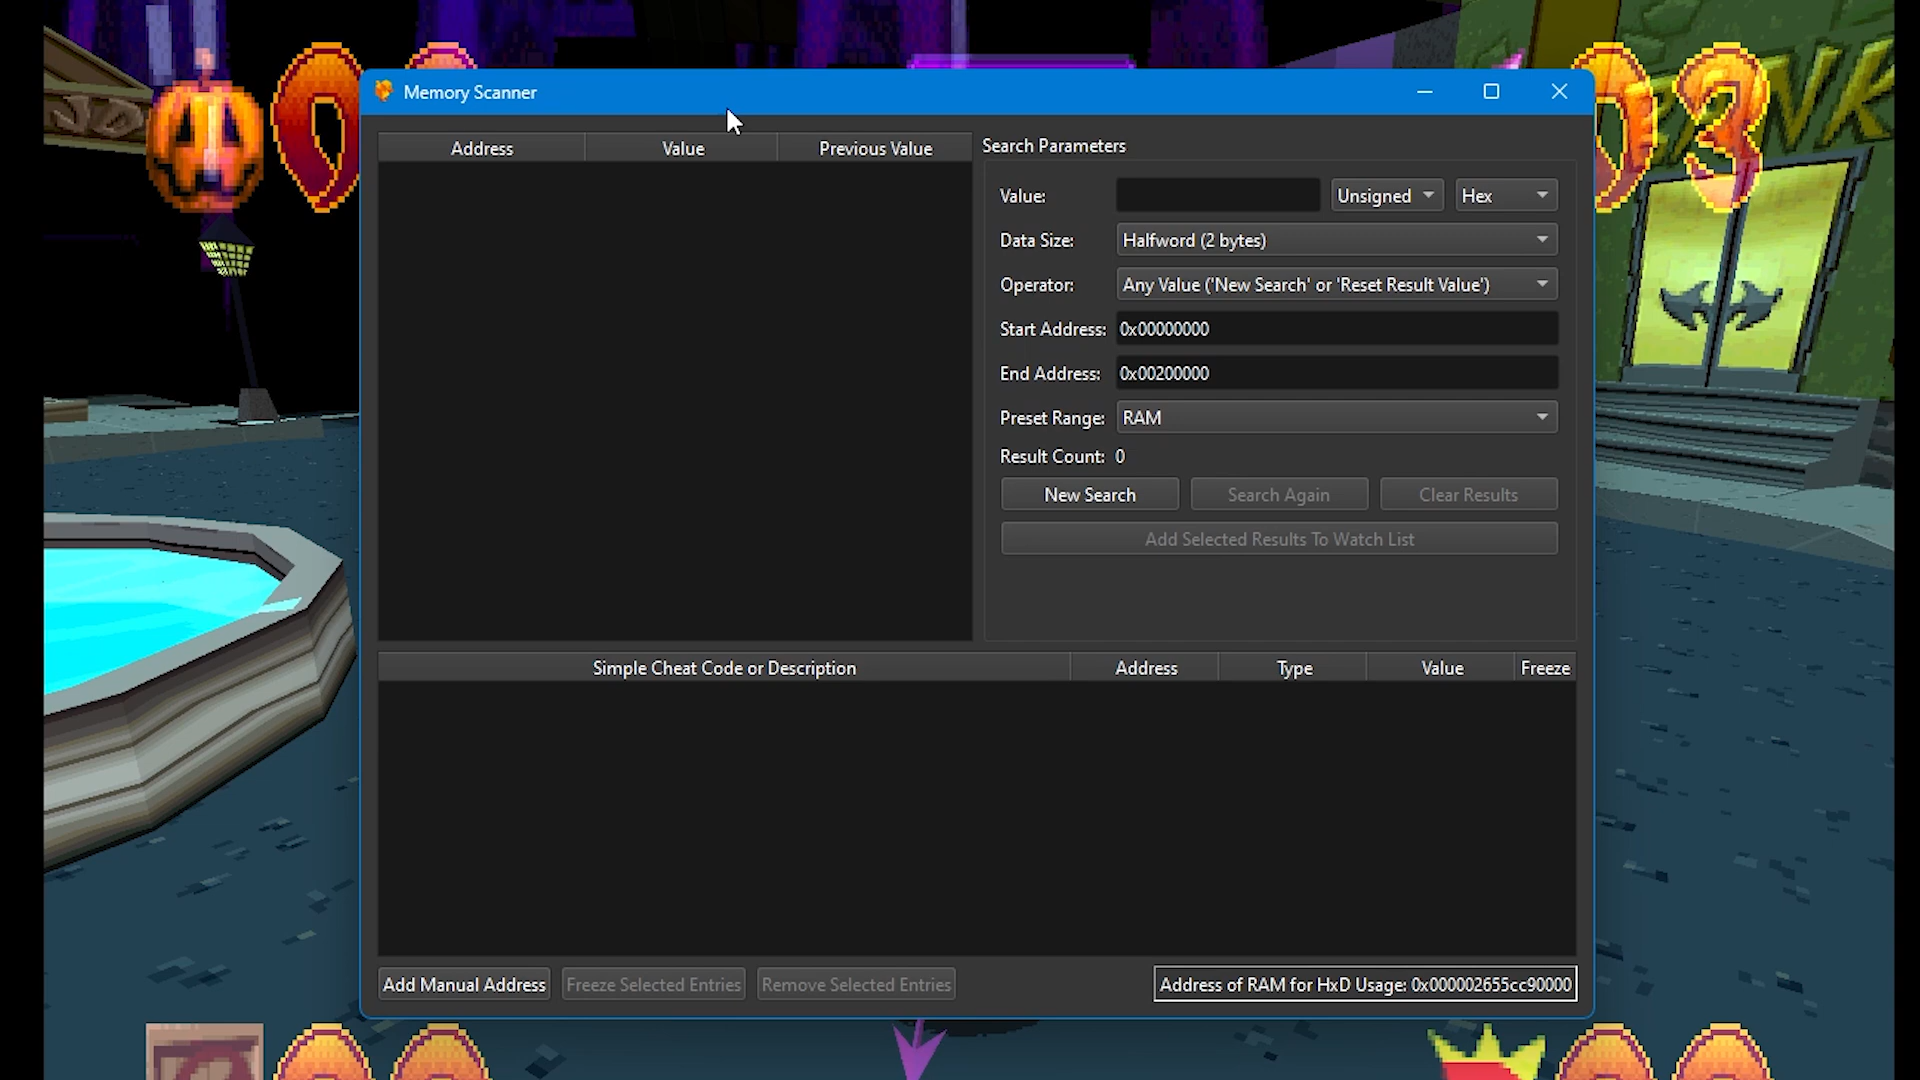 0
03
NK
Memory Scanner
Address Value Previous Value
Search Parameters
Value: Unsigned Hex
Data Size: Halfword (2 bytes)
Operator: Any Value ('New Search' or 'Reset Result Value')
Start Address: 0x00000000
End Address: 0x00200000
Preset Range: RAM
Result Count: 0
New Search Search Again Clear Results
Add Selected Results To Watch List
Simple Cheat Code or Description Address Type Value Freeze
Add Manual Address Freeze Selected Entries Remove Selected Entries Address of RAM for HxD Usage: 0x000002655cc90000